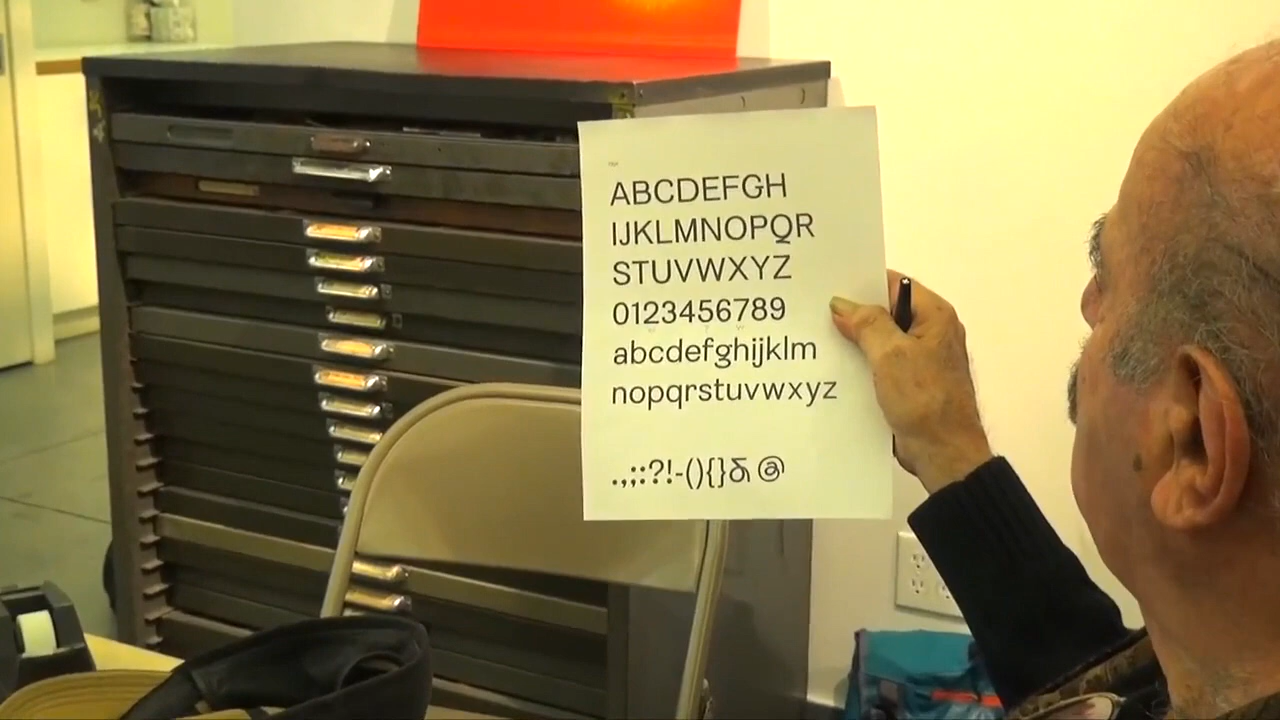 ABCDEFGH
IJKLMNOPQR
STUVWXYZ
0123456789
abcdefghijklm
nopqrstuvwxyz
.,;:?!-(){}& @